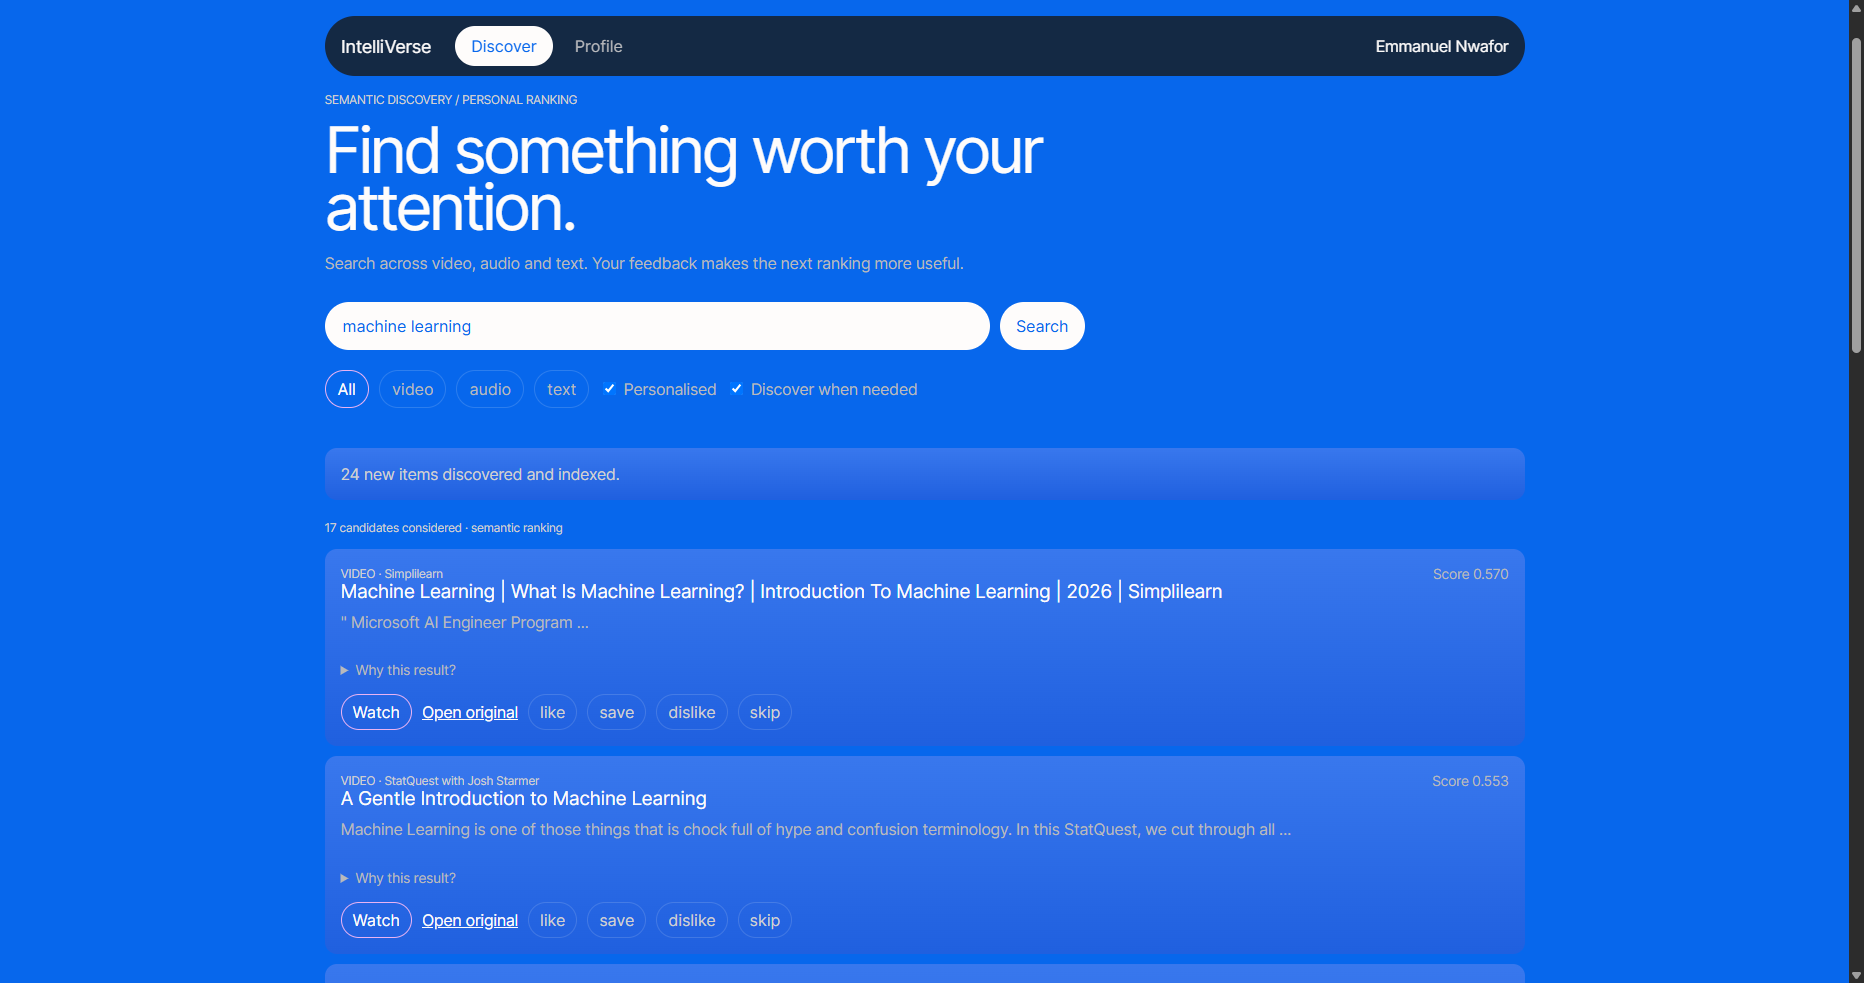 IntelliVerse
Discover
Profile
Emmanuel Nwafor
SEMANTIC DISCOVERY / PERSONAL RANKING
Find something worth your
attention.
Search across video, audio and text. Your feedback makes the next ranking more useful.
machine learning
Search
All
video
audio
text
Personalised
Discover when needed
24 new items discovered and indexed.
17 candidates considered · semantic ranking
VIDEO · Simplilearn
Score 0.570
Machine Learning | What Is Machine Learning? | Introduction To Machine Learning | 2026 | Simplilearn
" Microsoft AI Engineer Program ...
Why this result?
Watch
Open original
like
save
dislike
skip
VIDEO · StatQuest with Josh Starmer
Score 0.553
A Gentle Introduction to Machine Learning
Machine Learning is one of those things that is chock full of hype and confusion terminology. In this StatQuest, we cut through all ...
Why this result?
Watch
Open original
like
save
dislike
skip